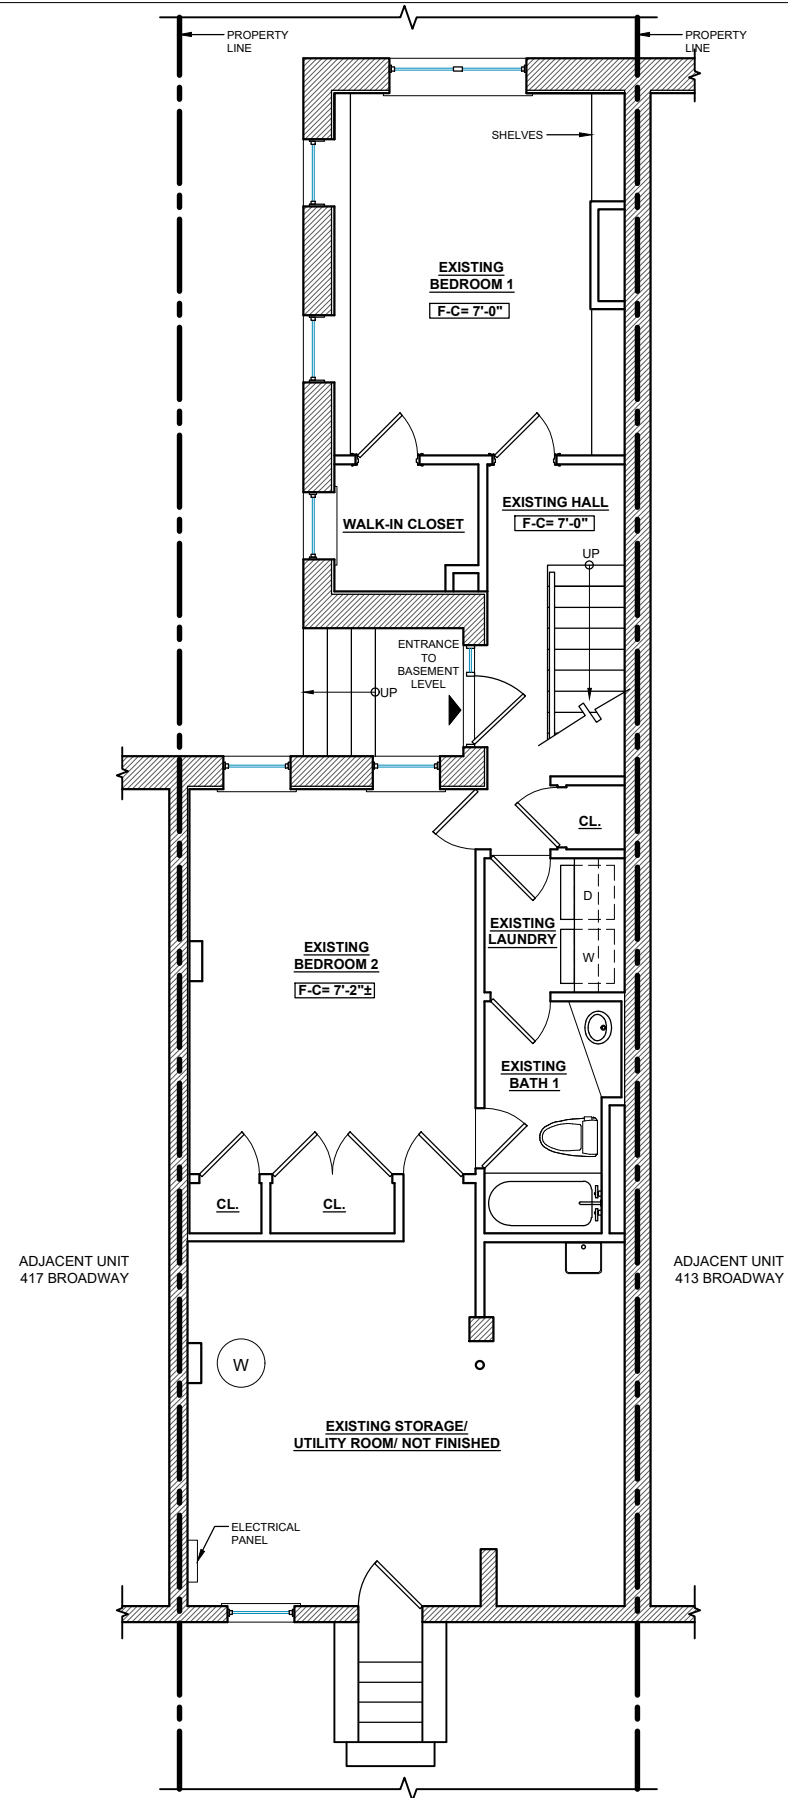 PROPERTY
LINE
PROPERTY
LINE
SHELVES
EXISTING
BEDROOM 1
F-C= 7'-0"
EXISTING HALL
F-C= 7'-0"
WALK-IN CLOSET
UP
ENTRANCE
TO
BASEMENT
LEVEL
UP
CL.
D
EXISTING
LAUNDRY
W
EXISTING
BEDROOM 2
F-C= 7'-2"±
EXISTING
BATH 1
CL.
CL.
ADJACENT UNIT
417 BROADWAY
ADJACENT UNIT
413 BROADWAY
W
EXISTING STORAGE/
UTILITY ROOM/ NOT FINISHED
ELECTRICAL
PANEL